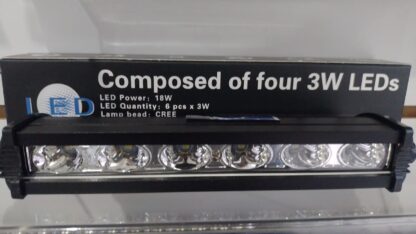 Composed of four 3W LEDs
LED Power: 18W
LED Quantity: 6 pcs x 3W
Lamp bead: CREE
LED